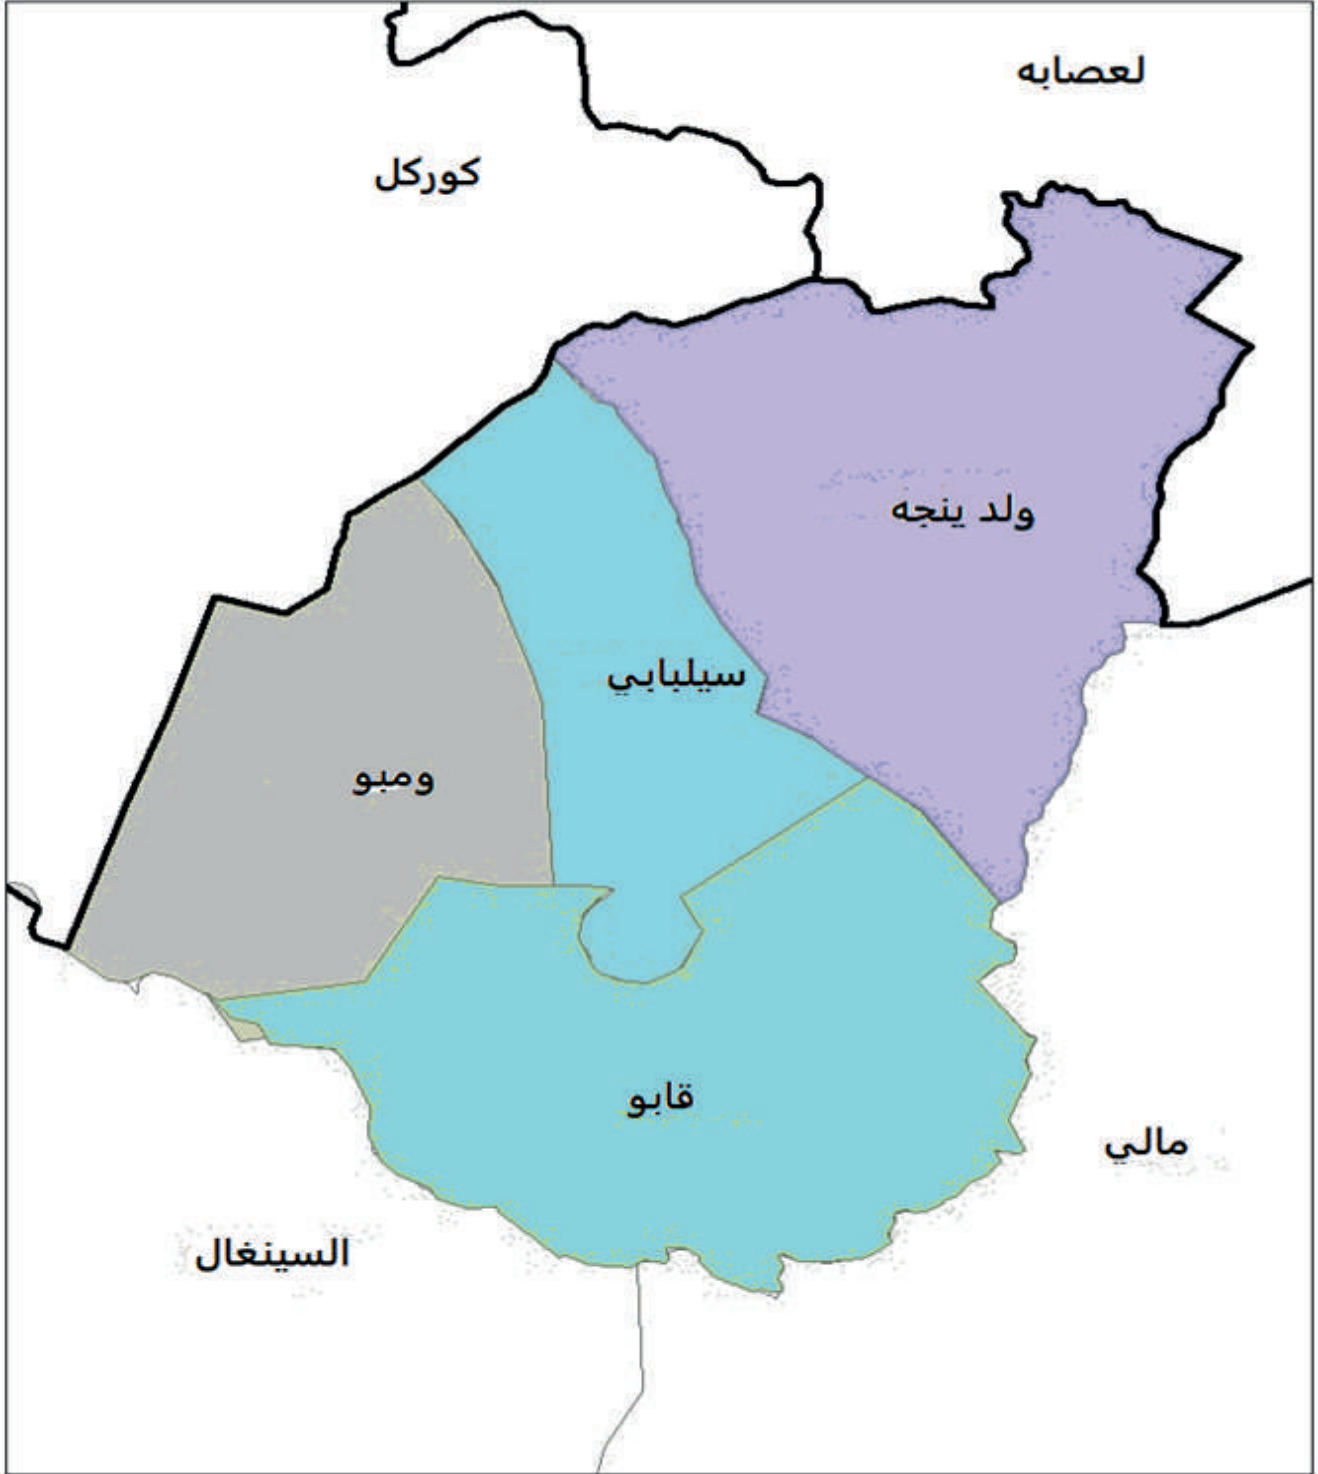 لعصابه
كوركل
ولد ينجه
سيلبابي
ومبو
قابو
مالي
السينغال